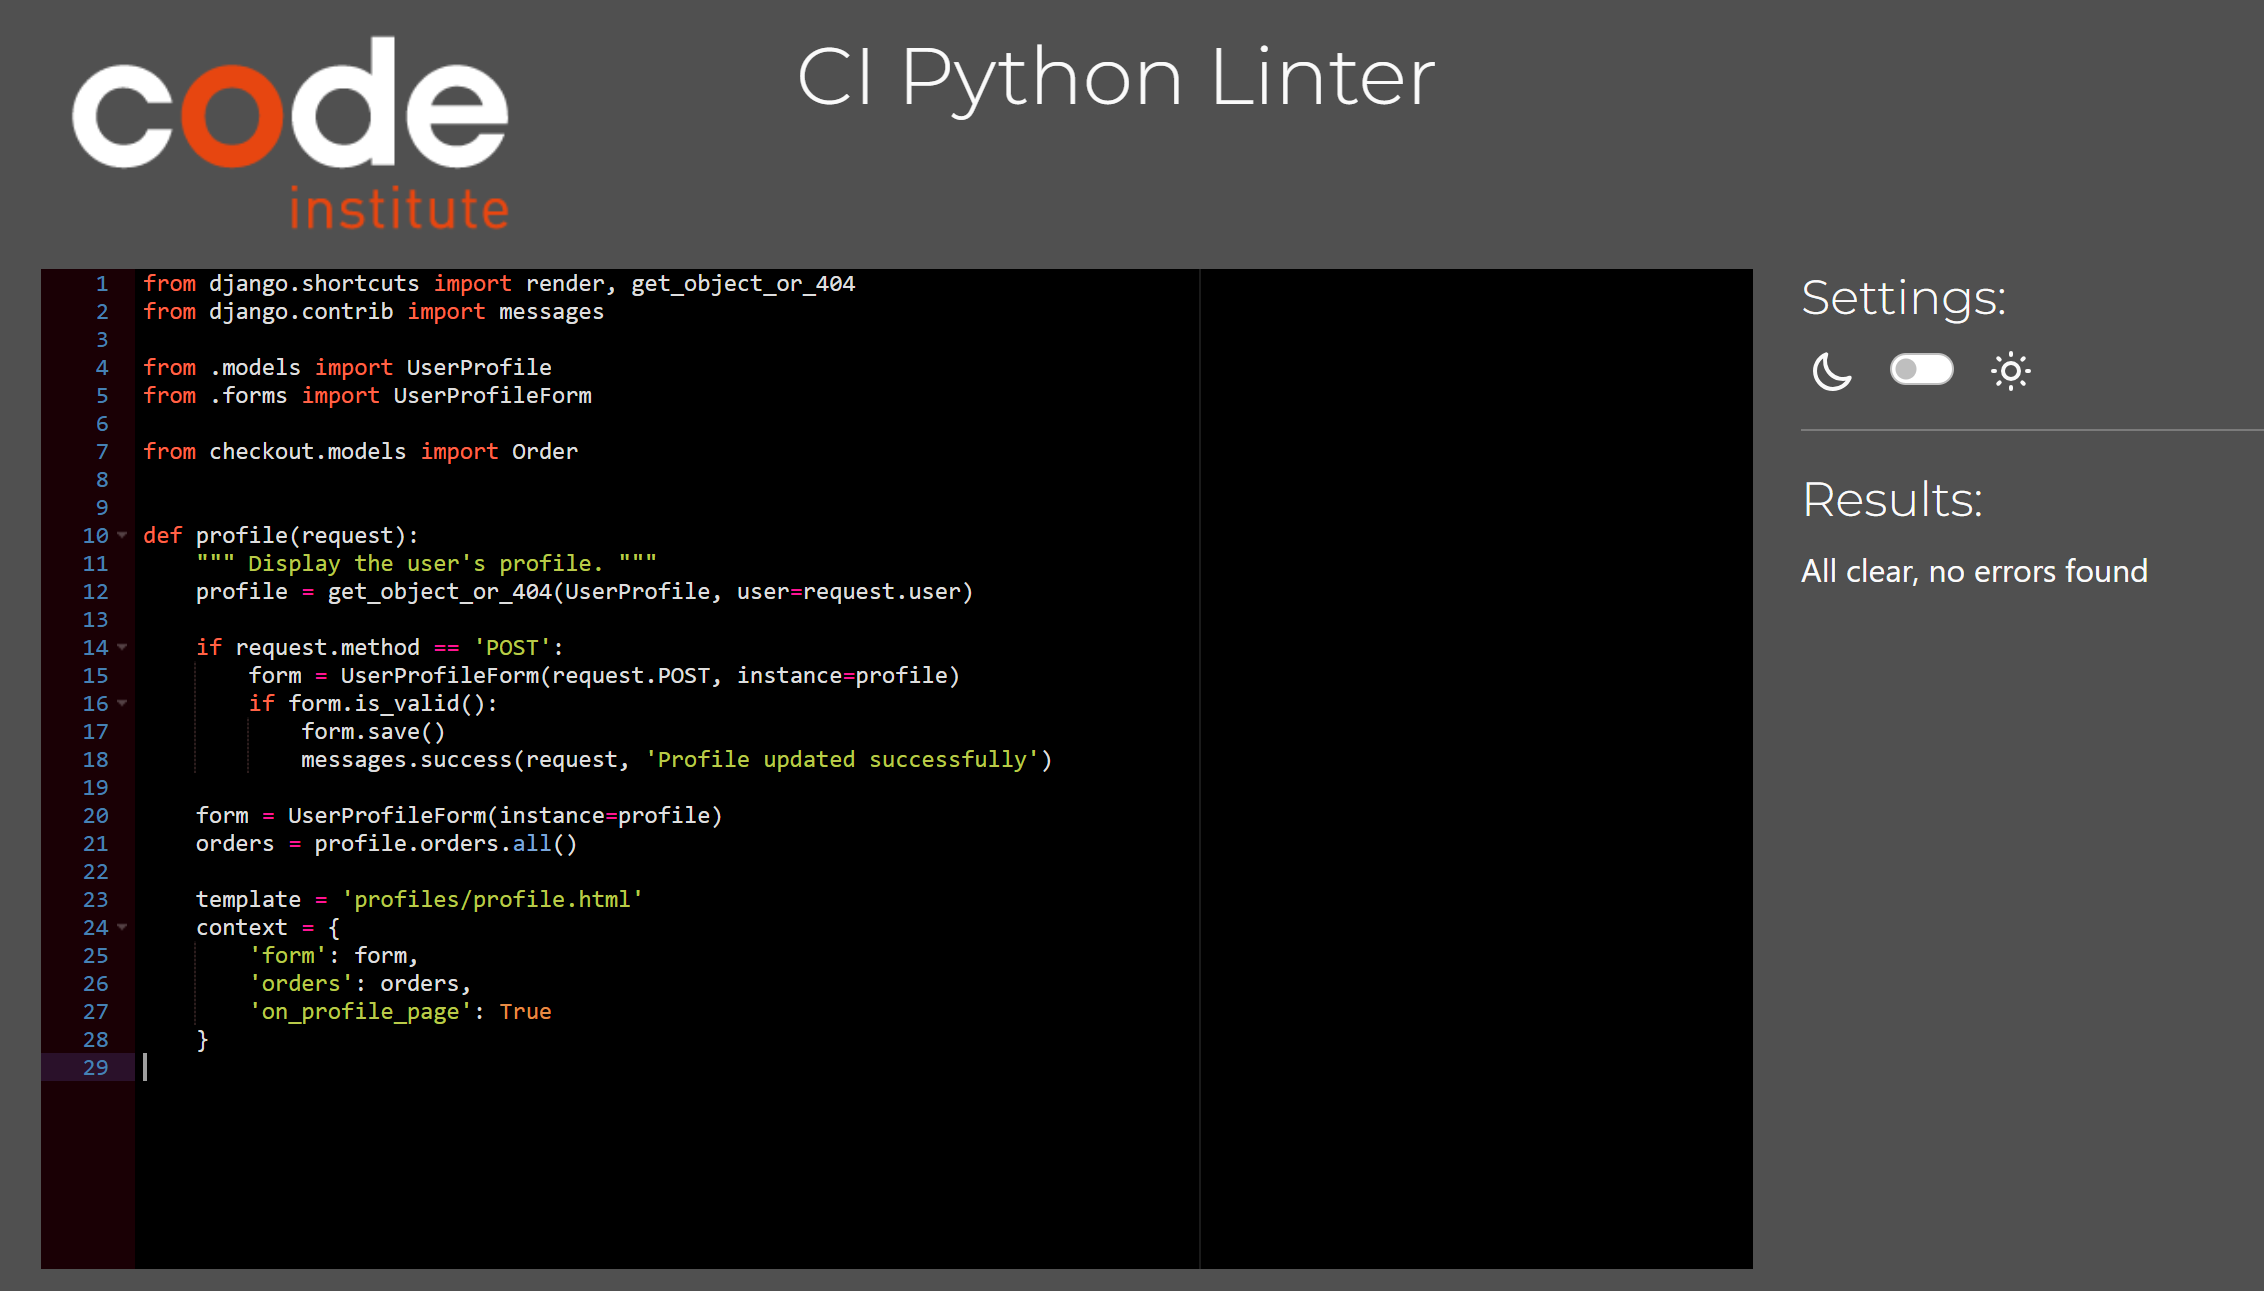 code
institute
CI Python Linter
1 from django.shortcuts import render, get_object_or_404
2 from django.contrib import messages
3
4 from .models import UserProfile
5 from .forms import UserProfileForm
6
7 from checkout.models import Order
8
9
10 def profile(request):
11     """ Display the user's profile. """
12     profile = get_object_or_404(UserProfile, user=request.user)
13
14     if request.method == 'POST':
15         form = UserProfileForm(request.POST, instance=profile)
16         if form.is_valid():
17             form.save()
18             messages.success(request, 'Profile updated successfully')
19
20     form = UserProfileForm(instance=profile)
21     orders = profile.orders.all()
22
23     template = 'profiles/profile.html'
24     context = {
25         'form': form,
26         'orders': orders,
27         'on_profile_page': True
28     }
29
Settings:
Results:
All clear, no errors found